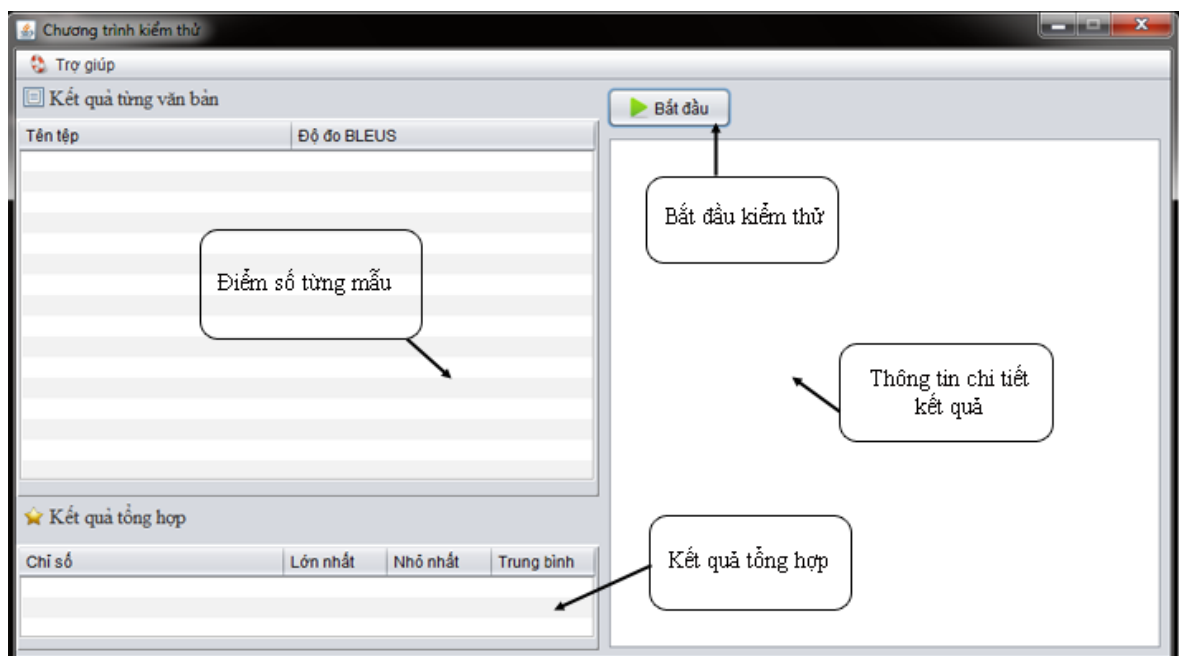 Chương trình kiểm thử
Trợ giúp
Kết quả từng văn bản
Tên tệp Độ đo BLEUS
Điểm số từng mẫu
Kết quả tổng hợp
Chỉ số Lớn nhất Nhỏ nhất Trung bình
Bắt đầu
Bắt đầu kiểm thử
Thông tin chi tiết
kết quả
Kết quả tổng hợp